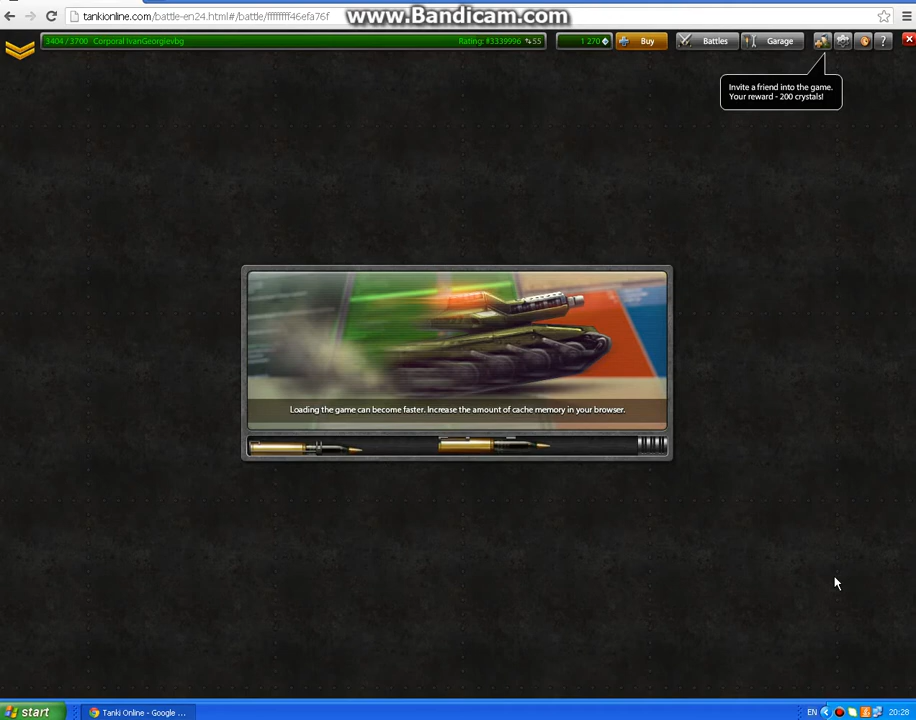 tankionline.com/battle-en24.html#/battle/ffffffff46efa76f
www.Bandicam.com
3404 / 3700 Corporal IvanGeorgievbg
Rating: #3339996 ⇅55
1 270
Buy
Battles
Garage
?
Invite a friend into the game.
Your reward - 200 crystals!
Loading the game can become faster. Increase the amount of cache memory in your browser.
start
Tanki Online - Google ...
EN
20:28